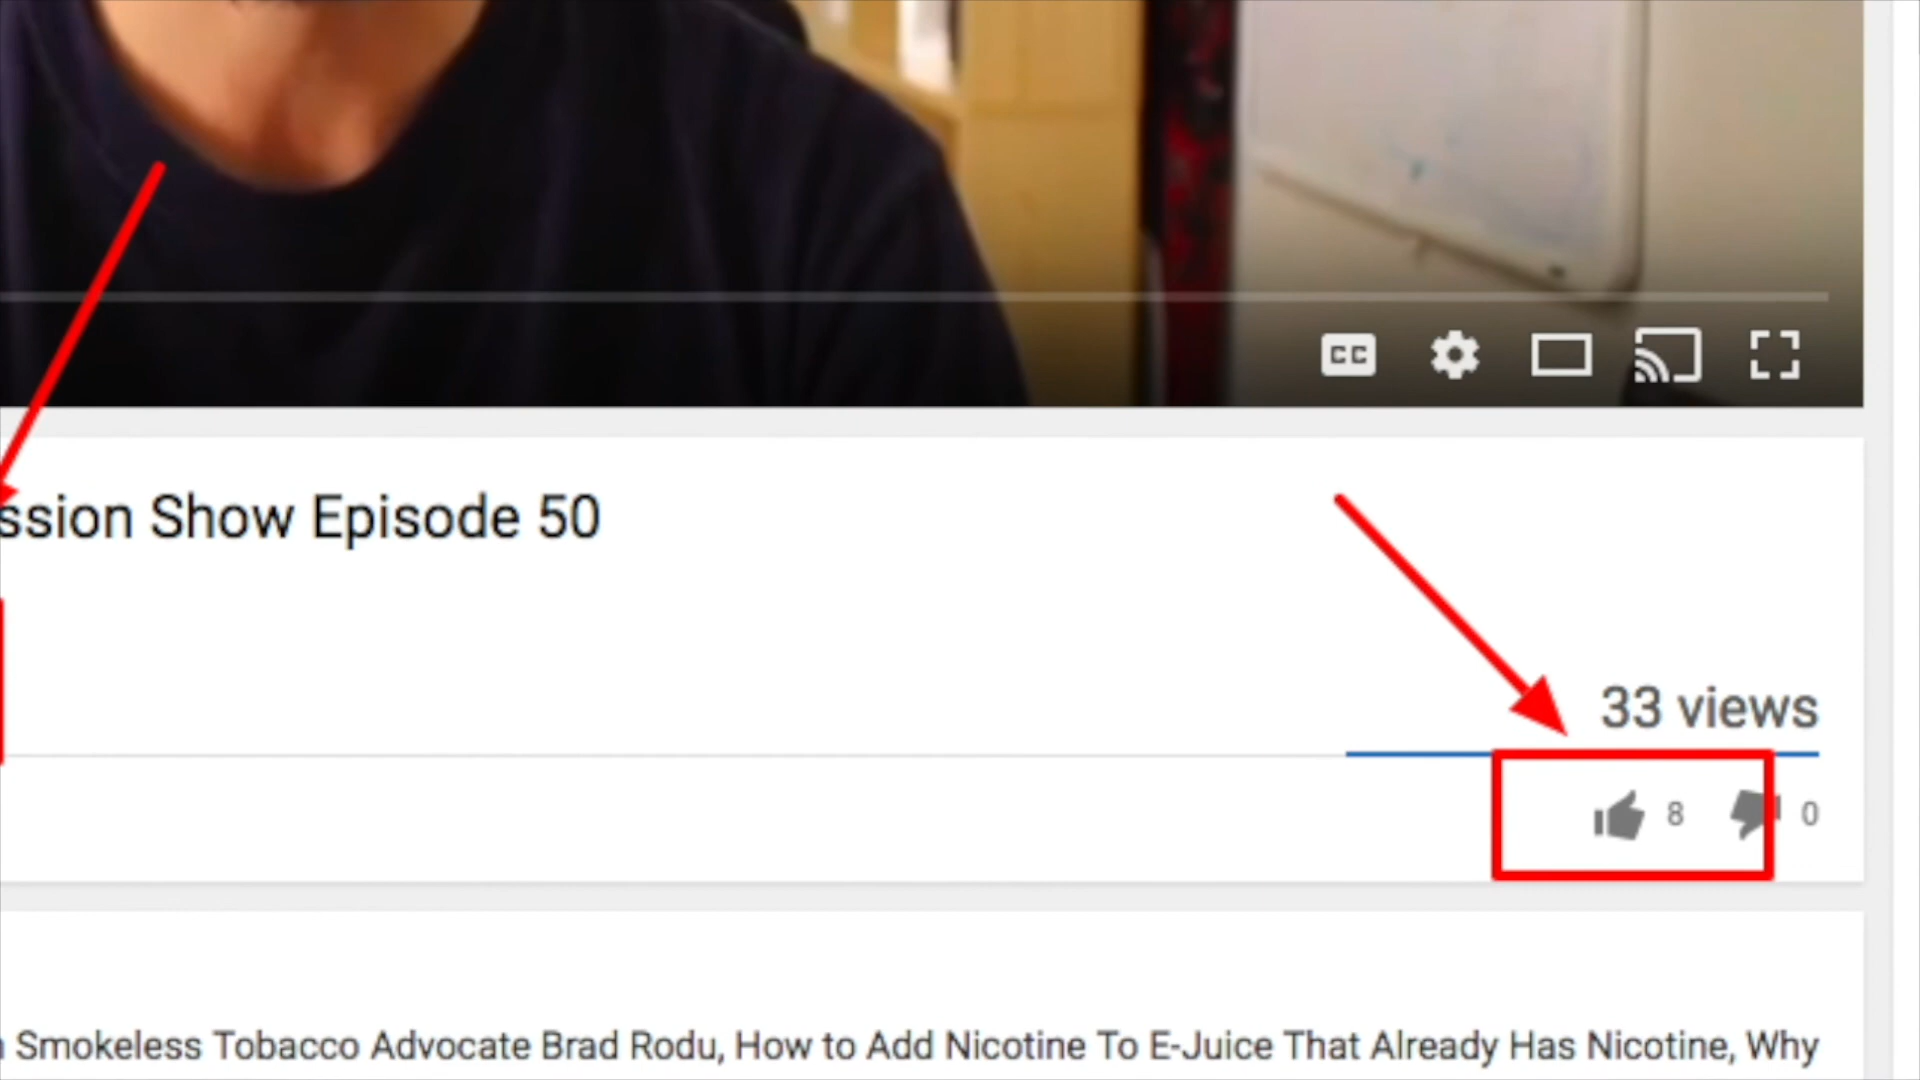 CC
Show Episode 50
33 views
8 0
Smokeless Tobacco Advocate Brad Rodu, How to Add Nicotine To E-Juice That Already Has Nicotine, Why